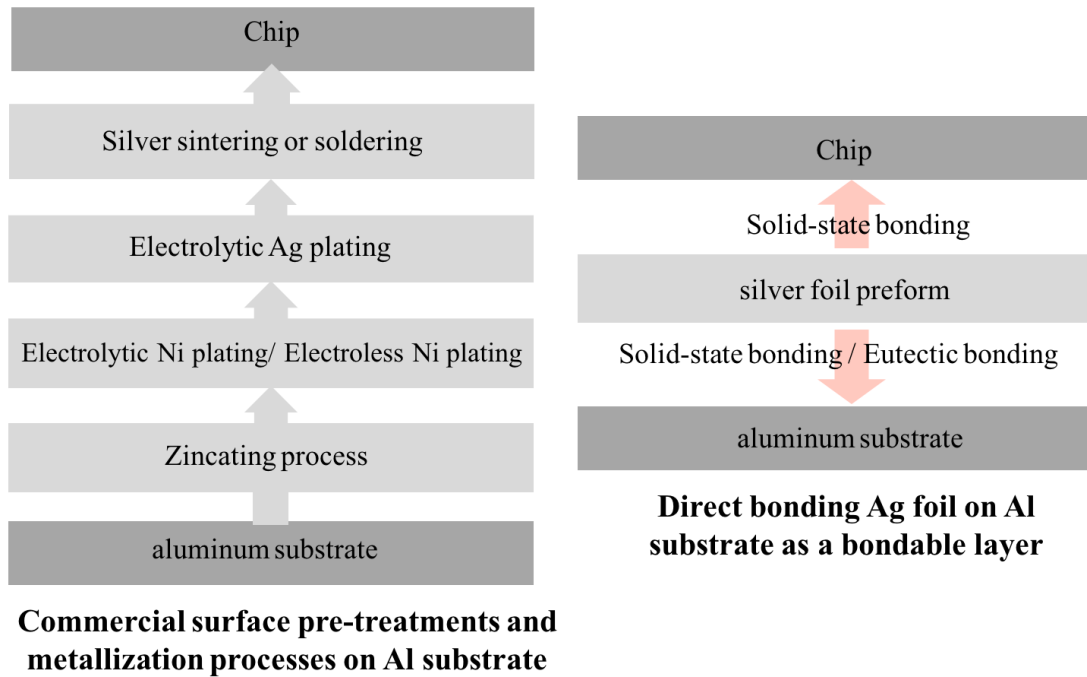 Chip
Silver sintering or soldering
Electrolytic Ag plating
Electrolytic Ni plating/ Electroless Ni plating
Zincating process
aluminum substrate
Commercial surface pre-treatments and
metallization processes on Al substrate
Chip
Solid-state bonding
silver foil preform
Solid-state bonding / Eutectic bonding
aluminum substrate
Direct bonding Ag foil on Al
substrate as a bondable layer